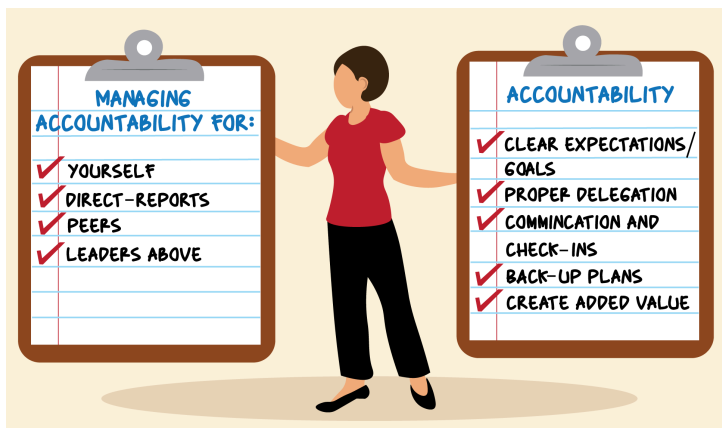 MANAGING
ACCOUNTABILITY FOR:
YOURSELF
DIRECT-REPORTS
PEERS
LEADERS ABOVE
ACCOUNTABILITY
CLEAR EXPECTATIONS/
GOALS
PROPER DELEGATION
COMMINCATION AND
CHECK-INS
BACK-UP PLANS
CREATE ADDED VALUE